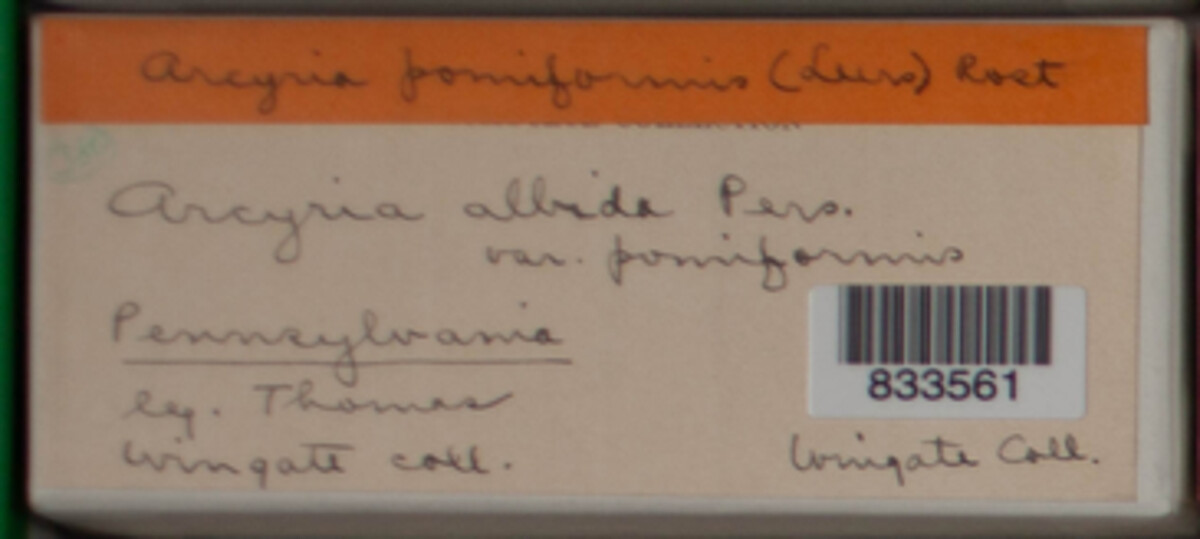 Arcyria pomiformis (Leers) Rost
Arcyria albida Pers.
var. pomiformis
Pennsylvania
833561
leg. Thomas
Wingate coll.
Wingate Coll.